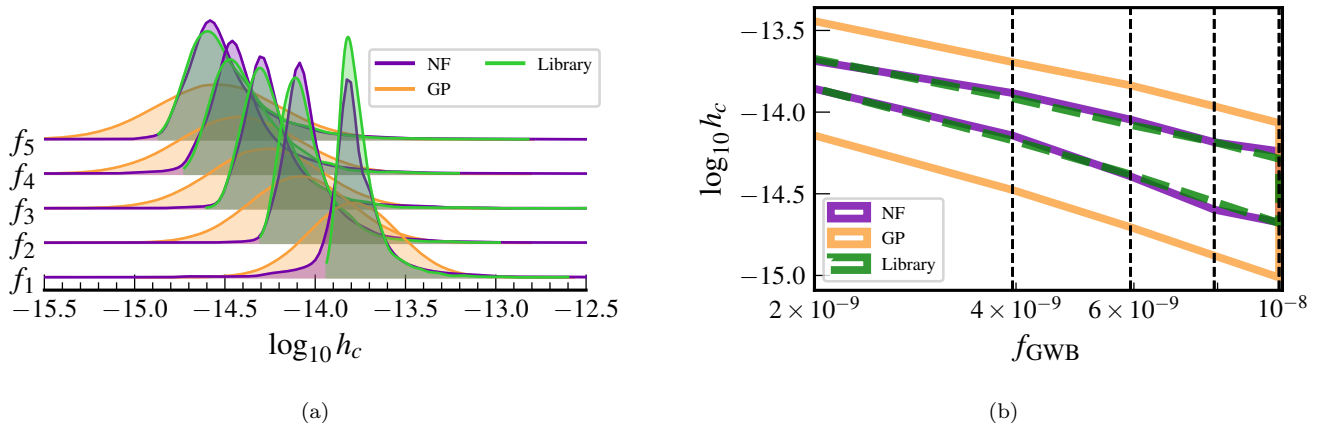 NF
Library
GP
f5
f4
f3
f2
f1
−15.5 −15.0 −14.5 −14.0 −13.5 −13.0 −12.5
log10 hc
(a)
log10 hc
−13.5
−14.0
−14.5
−15.0
NF
GP
Library
2 × 10−9 4 × 10−9 6 × 10−9 10−8
fGWB
(b)